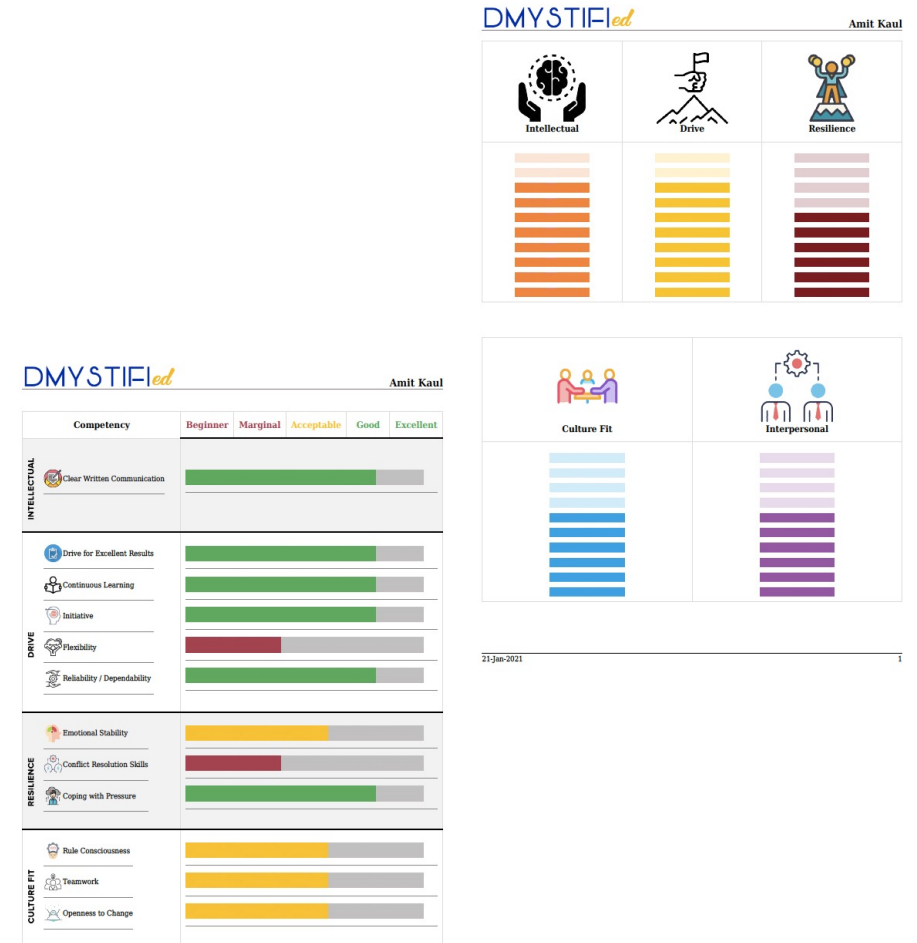 DMYSTIFIed
Amit Kaul
Competency Beginner Marginal Acceptable Good Excellent
INTELLECTUAL
Clear Written Communication
DRIVE
Drive for Excellent Results
Continuous Learning
Initiative
Flexibility
Reliability / Dependability
RESILIENCE
Emotional Stability
Conflict Resolution Skills
Coping with Pressure
CULTURE FIT
Rule Consciousness
Teamwork
Openness to Change
DMYSTIFIed
Amit Kaul
Intellectual Drive Resilience
Culture Fit Interpersonal
21-Jan-2021 1